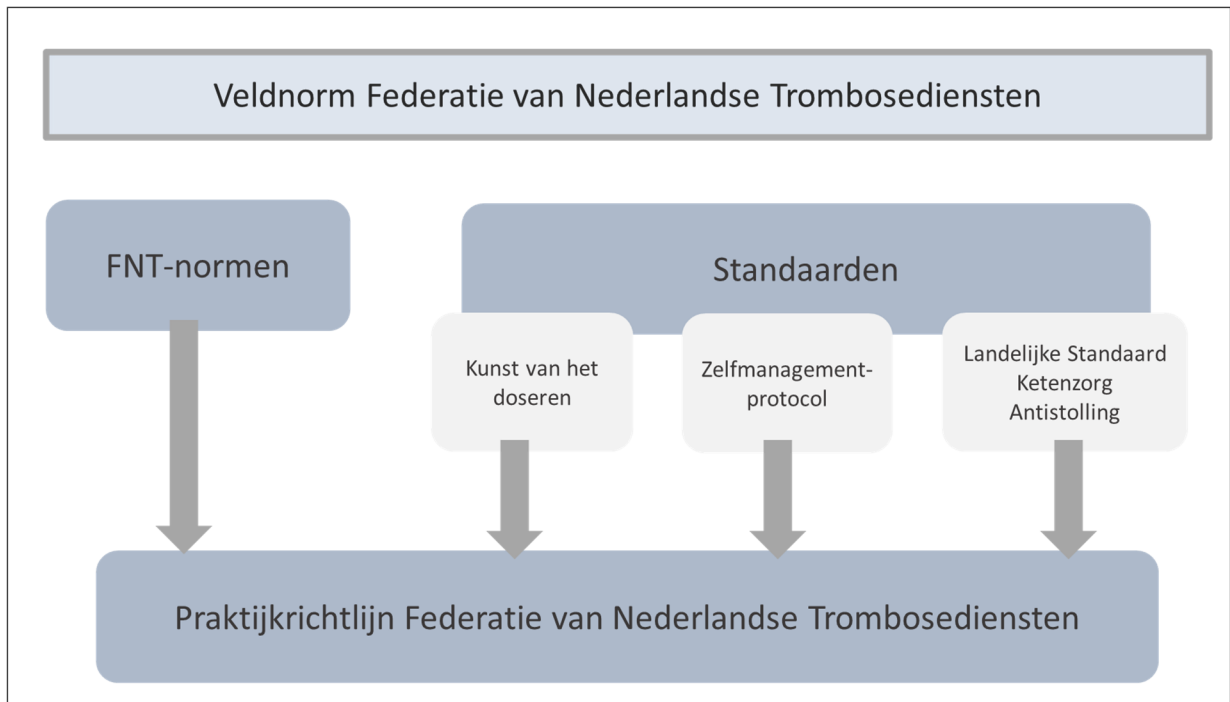 Veldnorm Federatie van Nederlandse Trombosediensten
FNT-normen
Standaarden
Kunst van het
doseren
Zelfmanagement-
protocol
Landelijke Standaard
Ketenzorg
Antistolling
Praktijkrichtlijn Federatie van Nederlandse Trombosediensten